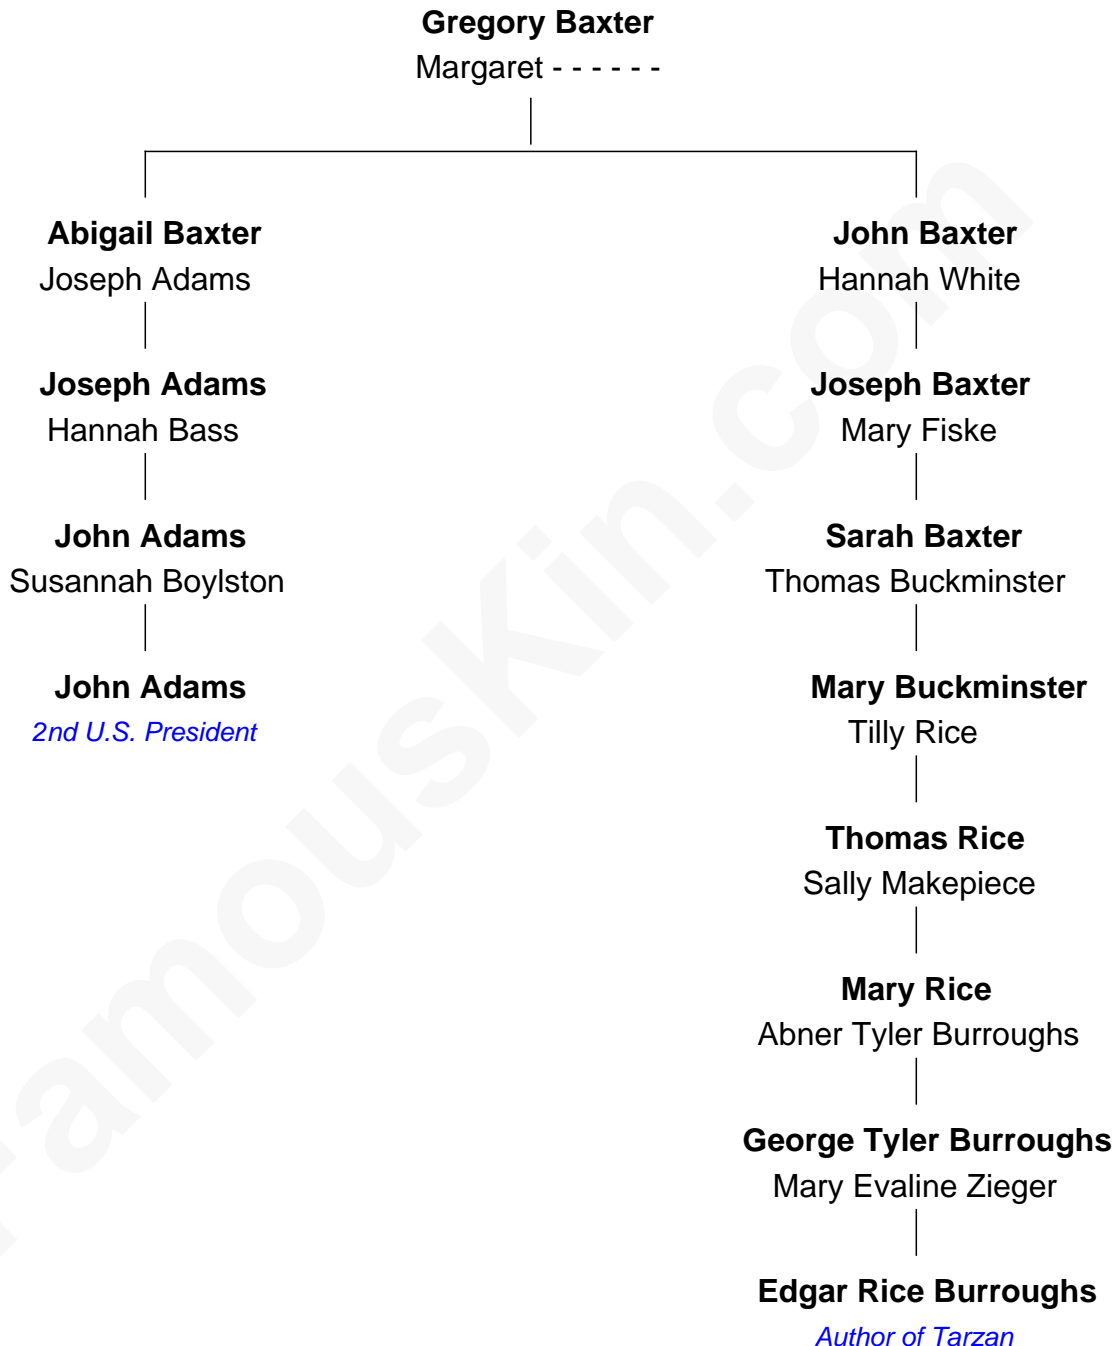 Gregory Baxter
Margaret - - - - - -
Abigail Baxter
Joseph Adams
John Baxter
Hannah White
Joseph Adams
Hannah Bass
Joseph Baxter
Mary Fiske
John Adams
Susannah Boylston
Sarah Baxter
Thomas Buckminster
John Adams
2nd U.S. President
Mary Buckminster
Tilly Rice
Thomas Rice
Sally Makepiece
Mary Rice
Abner Tyler Burroughs
George Tyler Burroughs
Mary Evaline Zieger
Edgar Rice Burroughs
Author of Tarzan
FamousKin.com